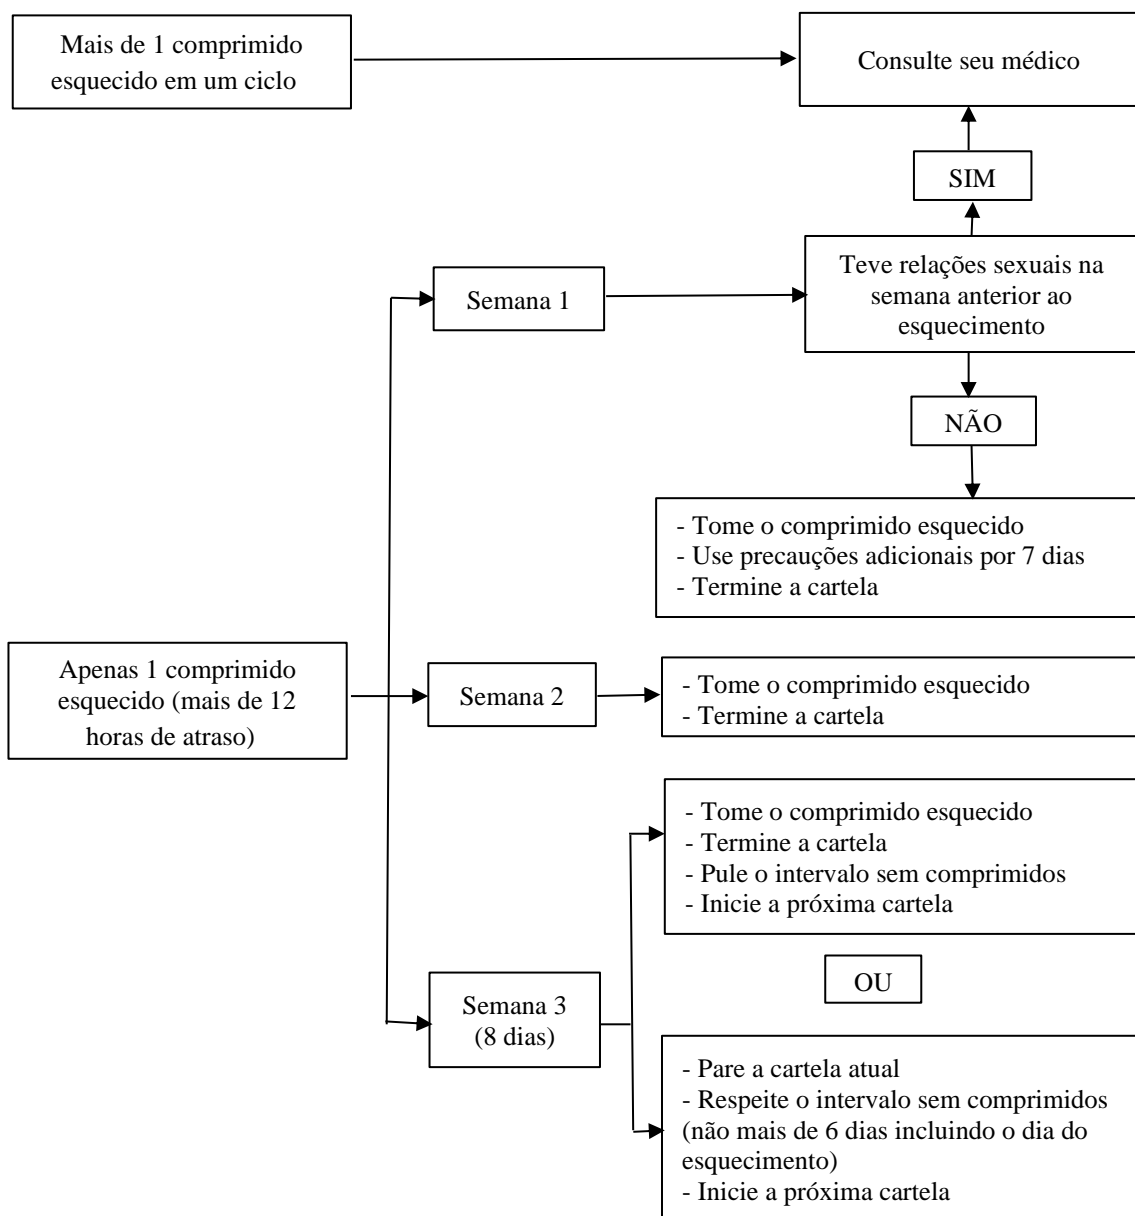 Mais de 1 comprimido
esquecido em um ciclo
Consulte seu médico
SIM
Teve relações sexuais na
semana anterior ao
esquecimento
Semana 1
NÃO
- Tome o comprimido esquecido
- Use precauções adicionais por 7 dias
- Termine a cartela
Apenas 1 comprimido
esquecido (mais de 12
horas de atraso)
Semana 2
- Tome o comprimido esquecido
- Termine a cartela
- Tome o comprimido esquecido
- Termine a cartela
- Pule o intervalo sem comprimidos
- Inicie a próxima cartela
OU
Semana 3
(8 dias)
- Pare a cartela atual
- Respeite o intervalo sem comprimidos
(não mais de 6 dias incluindo o dia do
esquecimento)
- Inicie a próxima cartela